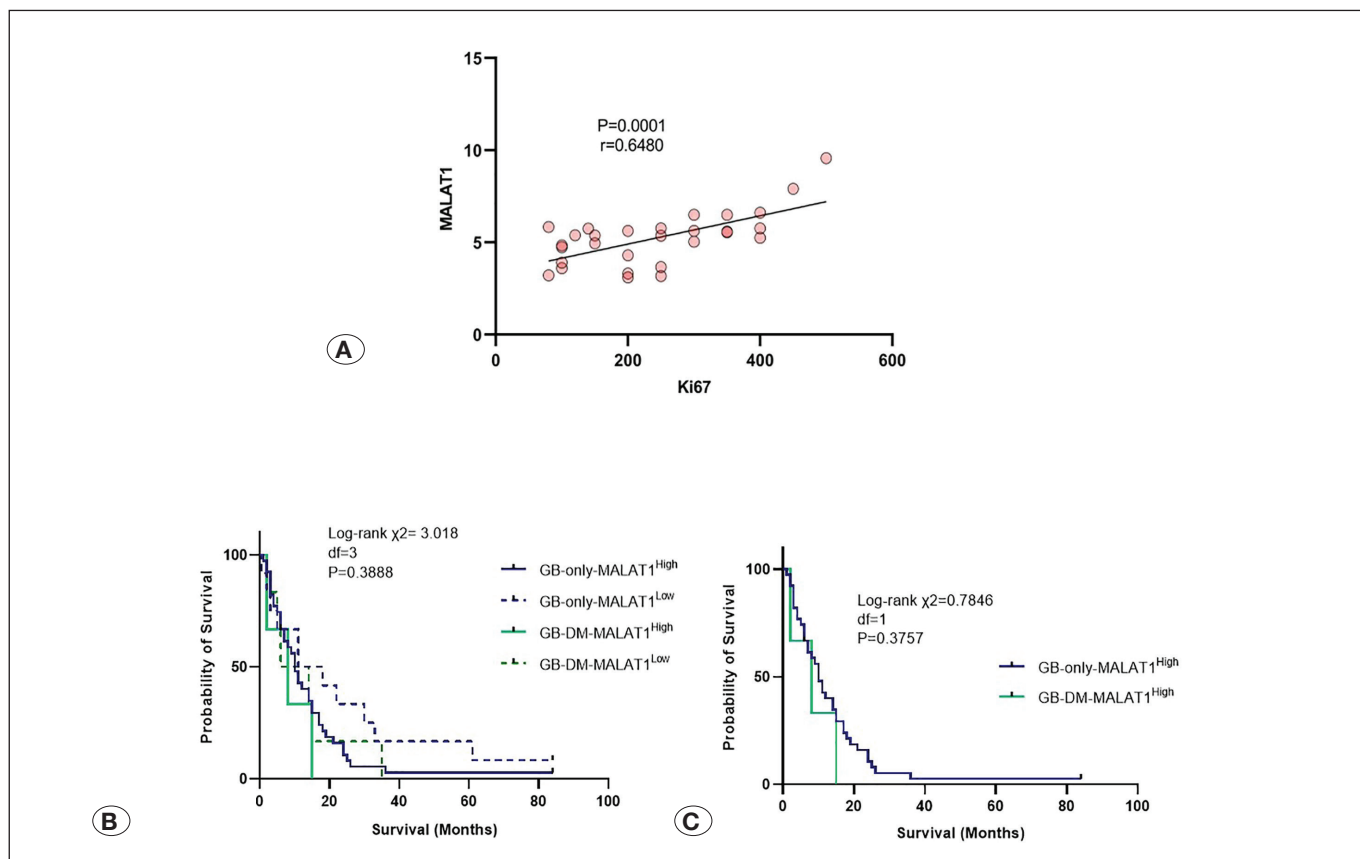 15
P=0.0001
r=0.6480
10
MALAT1
5
0
0 200 400 600
Ki67
A
Log-rank χ2= 3.018
df=3
P=0.3888
100
50
0
Probability of Survival
GB-only-MALAT1High
GB-only-MALAT1Low
GB-DM-MALAT1High
GB-DM-MALAT1Low
0 20 40 60 80 100
Survival (Months)
B
Log-rank χ2=0.7846
df=1
P=0.3757
100
50
0
Probability of Survival
GB-only-MALAT1High
GB-DM-MALAT1High
0 20 40 60 80 100
Survival (Months)
C